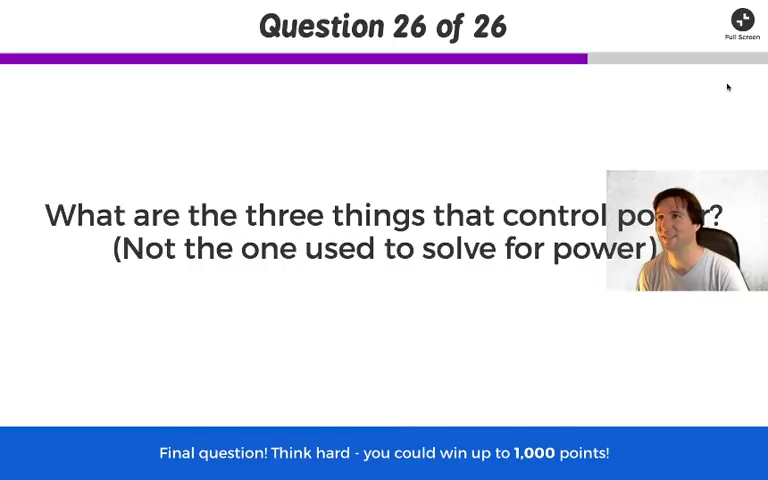 Question 26 of 26
Full Screen
What are the three things that control power?
(Not the one used to solve for power)
Final question! Think hard - you could win up to 1,000 points!